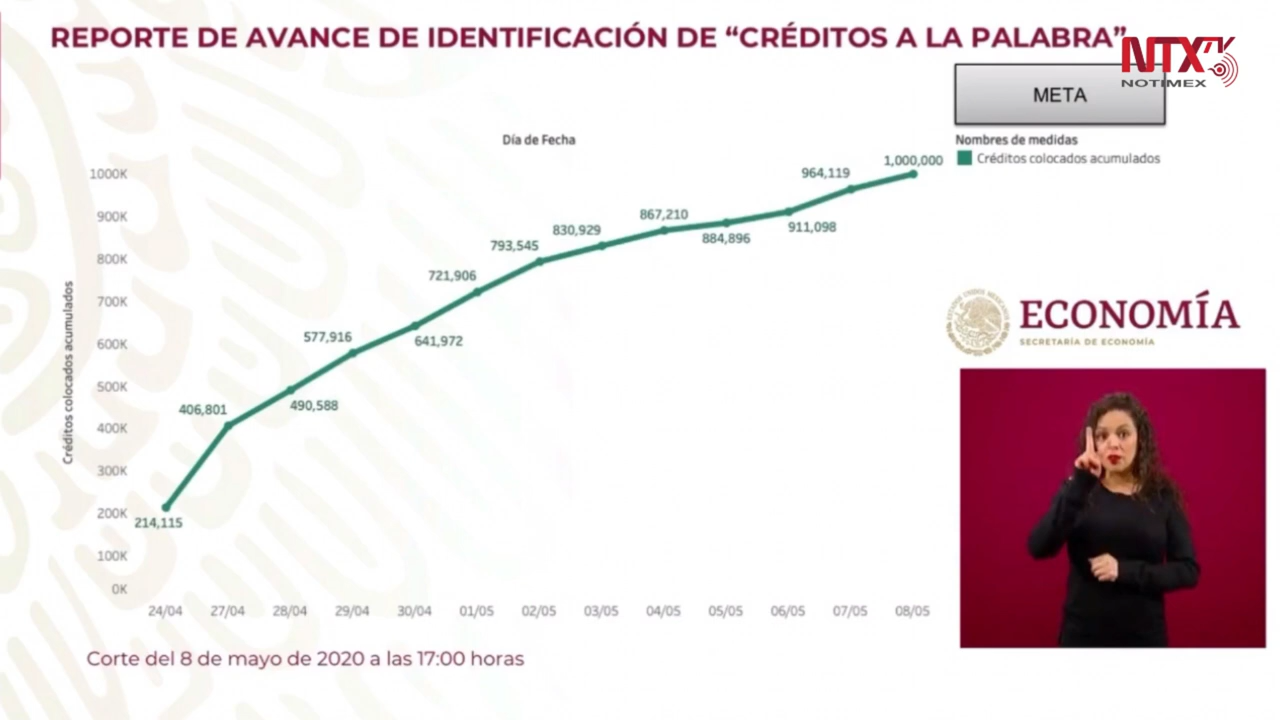 REPORTE DE AVANCE DE IDENTIFICACIÓN DE “CRÉDITOS A LA PALABRA”
NTX TV
NOTIMEX
META
Día de Fecha
Nombres de medidas
Créditos colocados acumulados
Créditos colocados acumulados
1000K
900K
800K
700K
600K
500K
400K
300K
200K
100K
0K
214,115
406,801
490,588
577,916
641,972
721,906
793,545
830,929
867,210
884,896
911,098
964,119
1,000,000
24/04
27/04
28/04
29/04
30/04
01/05
02/05
03/05
04/05
05/05
06/05
07/05
08/05
ECONOMÍA
SECRETARÍA DE ECONOMÍA
Corte del 8 de mayo de 2020 a las 17:00 horas